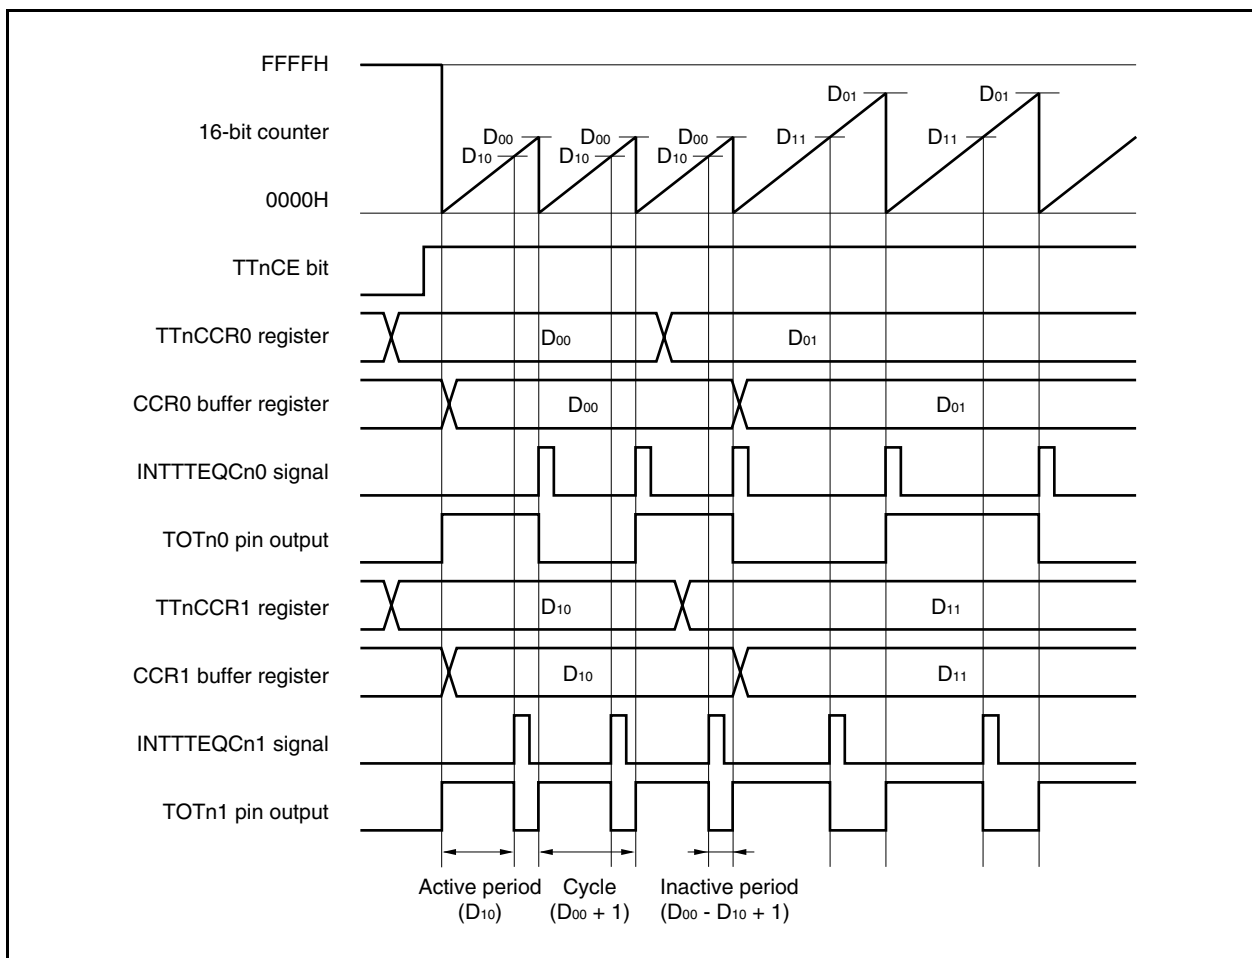 FFFFH
D01 D01
16-bit counter
D00 D00 D00 D11 D11
D10 D10 D10
0000H
TTnCE bit
TTnCCR0 register D00 D01
CCR0 buffer register D00 D01
INTTTEQCn0 signal
TOTn0 pin output
TTnCCR1 register D10 D11
CCR1 buffer register D10 D11
INTTTEQCn1 signal
TOTn1 pin output
Active period Cycle Inactive period
(D10) (D00 + 1) (D00 - D10 + 1)